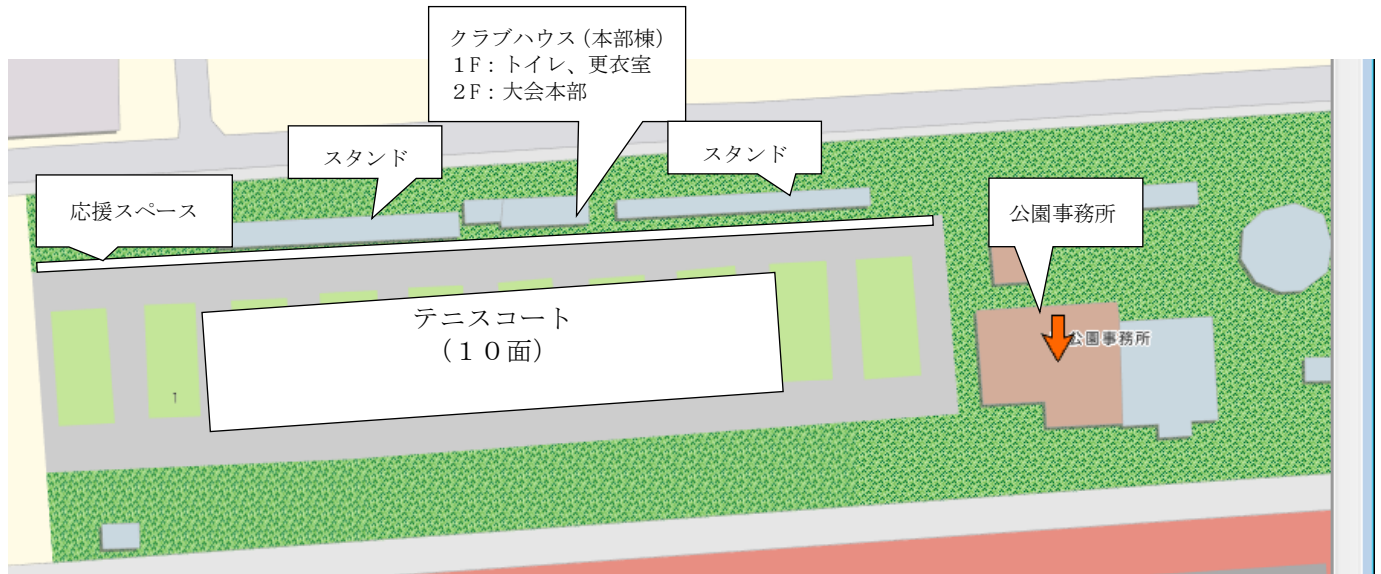 クラブハウス（本部棟）
１F：トイレ、更衣室
２F：大会本部
スタンド
スタンド
応援スペース
公園事務所
テニスコート
（１０面）
公園事務所
1